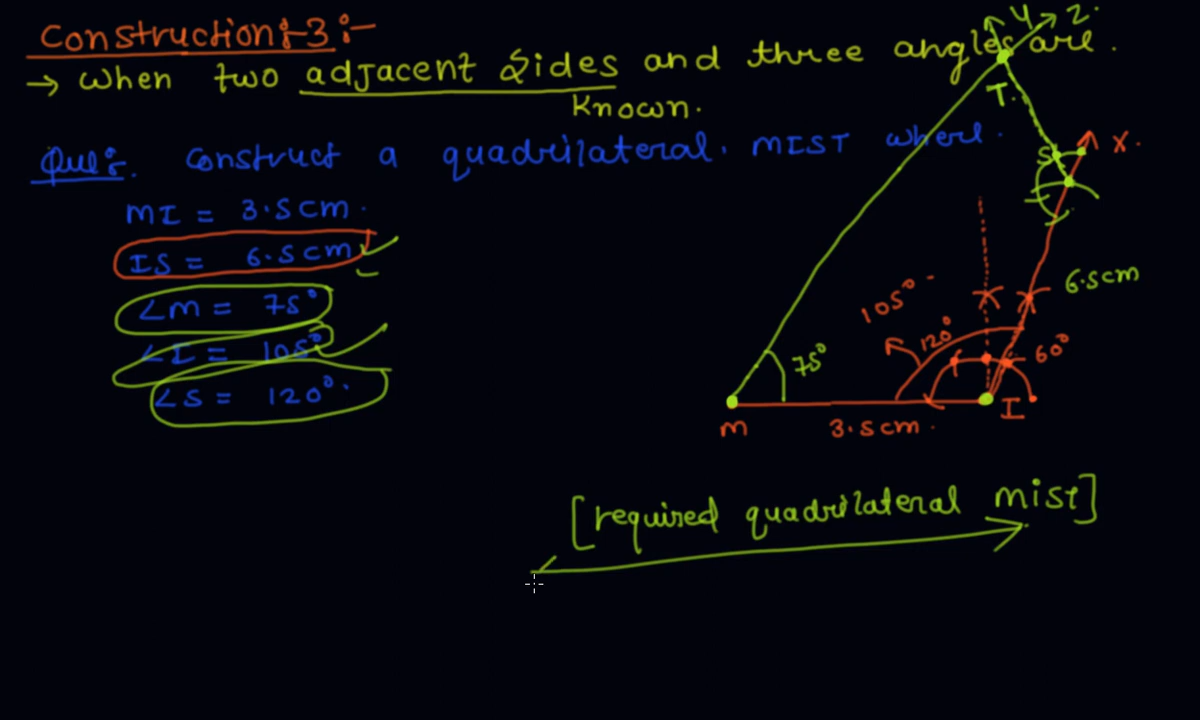 Construction:-3:-
→ When two adjacent sides and three angles are.
Known.
Que:. Construct a quadrilateral. MIST where.
MI = 3.5cm.
IS = 6.5cm
∠M = 75°
∠I = 105°
∠S = 120°.
Y Z.
T.
S X.
6.5cm
105°
120° 60°
75°
M 3.5cm. I
[required quadrilateral MIST]